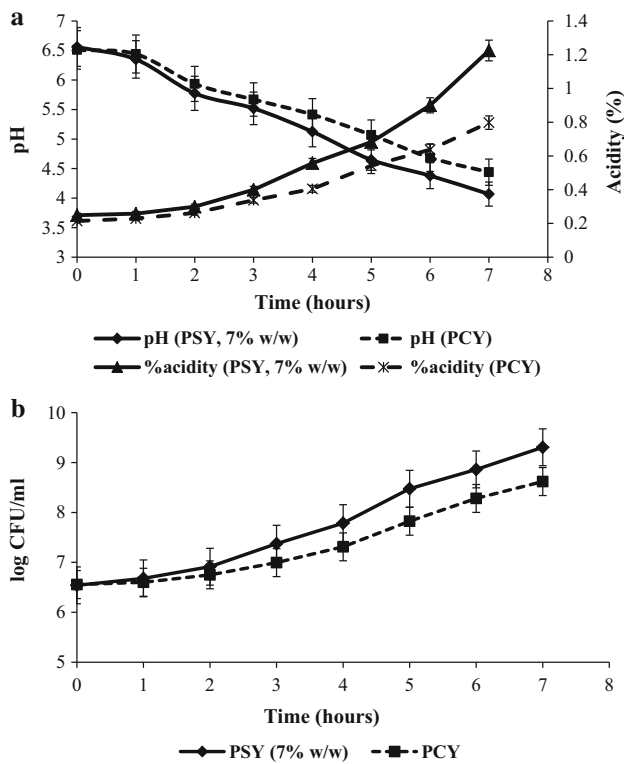 a
7
6.5
6
5.5
5
4.5
4
3.5
3
pH
1.4
1.2
1
0.8
0.6
0.4
0.2
0
Acidity (%)
0 1 2 3 4 5 6 7 8
Time (hours)
pH (PSY, 7% w/w) pH (PCY)
%acidity (PSY, 7% w/w) %acidity (PCY)
b
10
9
8
7
6
5
log CFU/ml
0 1 2 3 4 5 6 7 8
Time (hours)
PSY (7% w/w) PCY